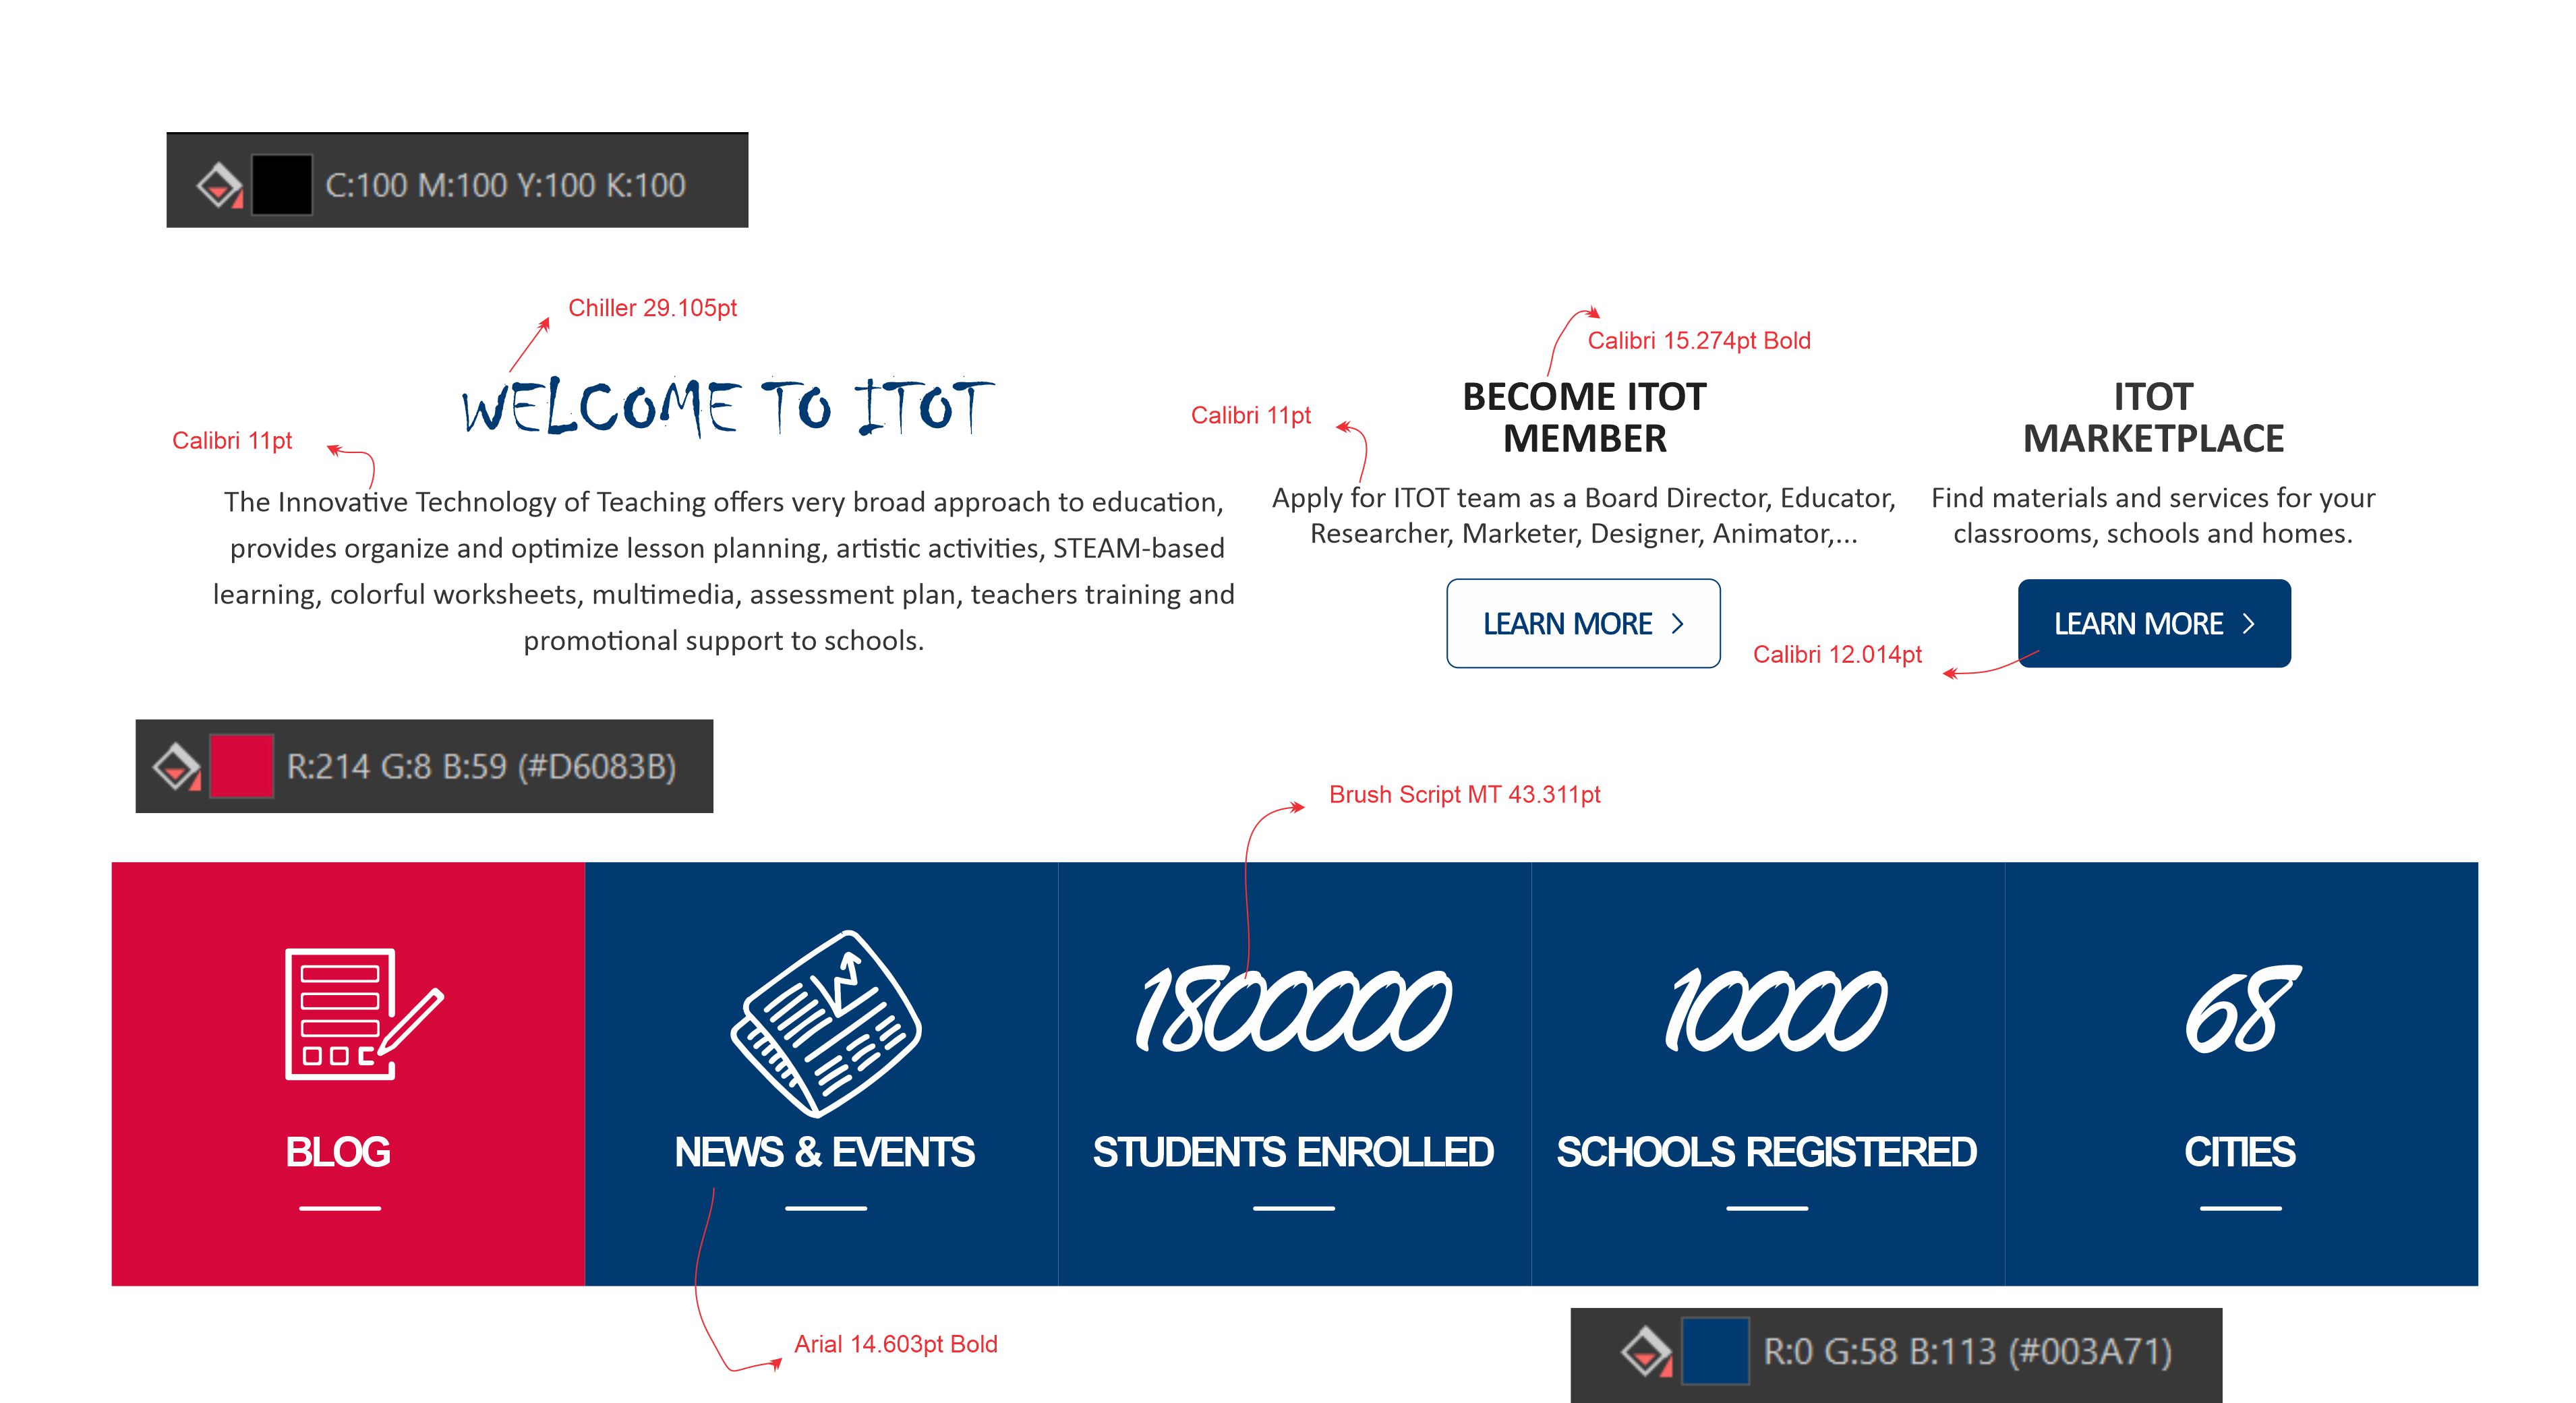 C:100 M:100 Y:100 K:100
Chiller 29.105pt
WELCOME TO ITOT
Calibri 11pt
The Innovative Technology of Teaching offers very broad approach to education,
provides organize and optimize lesson planning, artistic activities, STEAM-based
learning, colorful worksheets, multimedia, assessment plan, teachers training and
promotional support to schools.
Calibri 15.274pt Bold
Calibri 11pt
BECOME ITOT
MEMBER
Apply for ITOT team as a Board Director, Educator,
Researcher, Marketer, Designer, Animator,...
LEARN MORE >
ITOT
MARKETPLACE
Find materials and services for your
classrooms, schools and homes.
LEARN MORE >
Calibri 12.014pt
R:214 G:8 B:59 (#D6083B)
Brush Script MT 43.311pt
BLOG
NEWS & EVENTS
1800000
STUDENTS ENROLLED
10000
SCHOOLS REGISTERED
68
CITIES
Arial 14.603pt Bold
R:0 G:58 B:113 (#003A71)